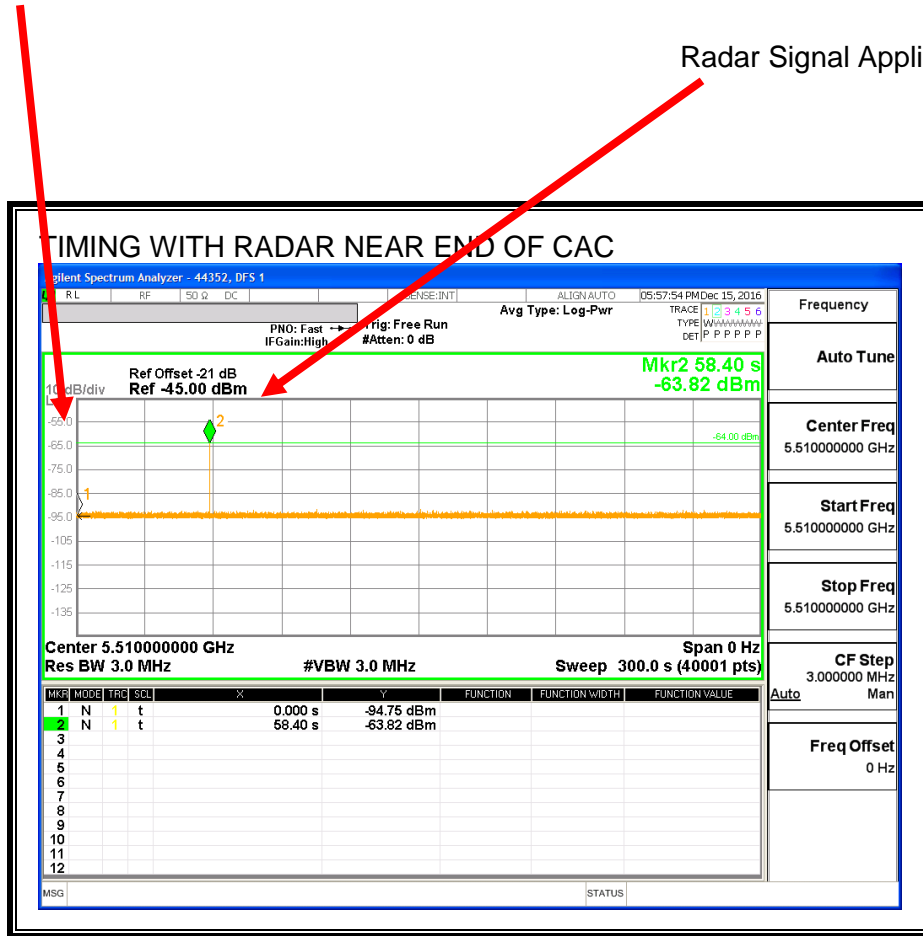 Radar Signal Appli
TIMING WITH RADAR NEAR END OF CAC
Agilent Spectrum Analyzer - 44352, DFS 1
RL RF 50 Ω DC SENSE:INT ALIGN AUTO 05:57:54 PM Dec 15, 2016
Avg Type: Log-Pwr
TRACE 1 2 3 4 5 6
TYPE WWWWWW
DET P P P P P P
PNO: Fast Trig: Free Run
IFGain:High #Atten: 0 dB
Frequency
Auto Tune
Mkr2 58.40 s
-63.82 dBm
Ref Offset -21 dB
10 dB/div Ref -45.00 dBm
2
-64.00 dBm
1
-55.0
-65.0
-75.0
-85.0
-95.0
-105
-115
-125
-135
Center Freq
5.510000000 GHz
Start Freq
5.510000000 GHz
Stop Freq
5.510000000 GHz
Center 5.510000000 GHz Span 0 Hz
Res BW 3.0 MHz #VBW 3.0 MHz Sweep 300.0 s (40001 pts)
CF Step
3.000000 MHz
Auto Man
MKR MODE TRC SCL X Y FUNCTION FUNCTION WIDTH FUNCTION VALUE
1 N 1 t 0.000 s -94.75 dBm
2 N 1 t 58.40 s -63.82 dBm
3
4
5
6
7
8
9
10
11
12
Freq Offset
0 Hz
MSG STATUS